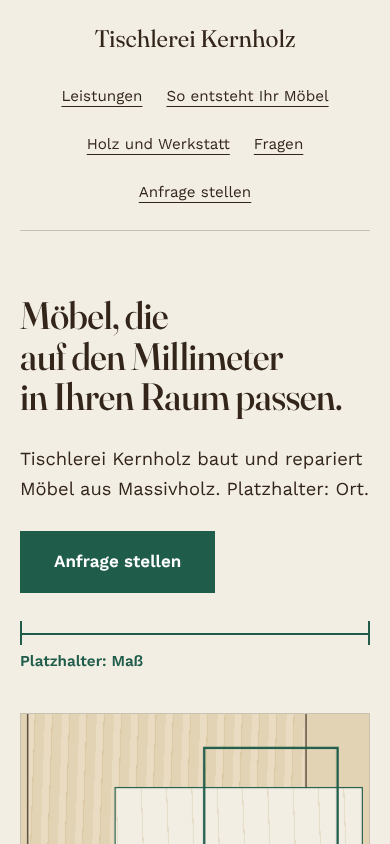 Tischlerei Kernholz
Leistungen So entsteht Ihr Möbel
Holz und Werkstatt Fragen
Anfrage stellen
Möbel, die
auf den Millimeter
in Ihren Raum passen.
Tischlerei Kernholz baut und repariert
Möbel aus Massivholz. Platzhalter: Ort.
Anfrage stellen
Platzhalter: Maß